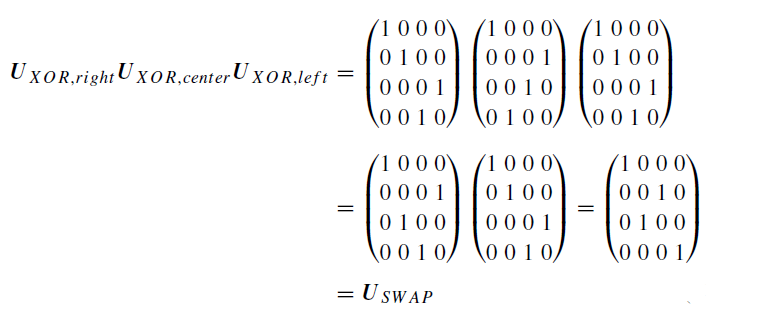 U XOR,right U XOR,center U XOR,left = (1 0 0 0) (1 0 0 0) (1 0 0 0)
(0 1 0 0) (0 0 0 1) (0 1 0 0)
(0 0 0 1) (0 0 1 0) (0 0 0 1)
(0 0 1 0) (0 1 0 0) (0 0 1 0)
= (1 0 0 0) (1 0 0 0) = (1 0 0 0)
(0 0 0 1) (0 1 0 0) (0 0 1 0)
(0 1 0 0) (0 0 0 1) (0 1 0 0)
(0 0 1 0) (0 0 1 0) (0 0 0 1)
= U SWAP